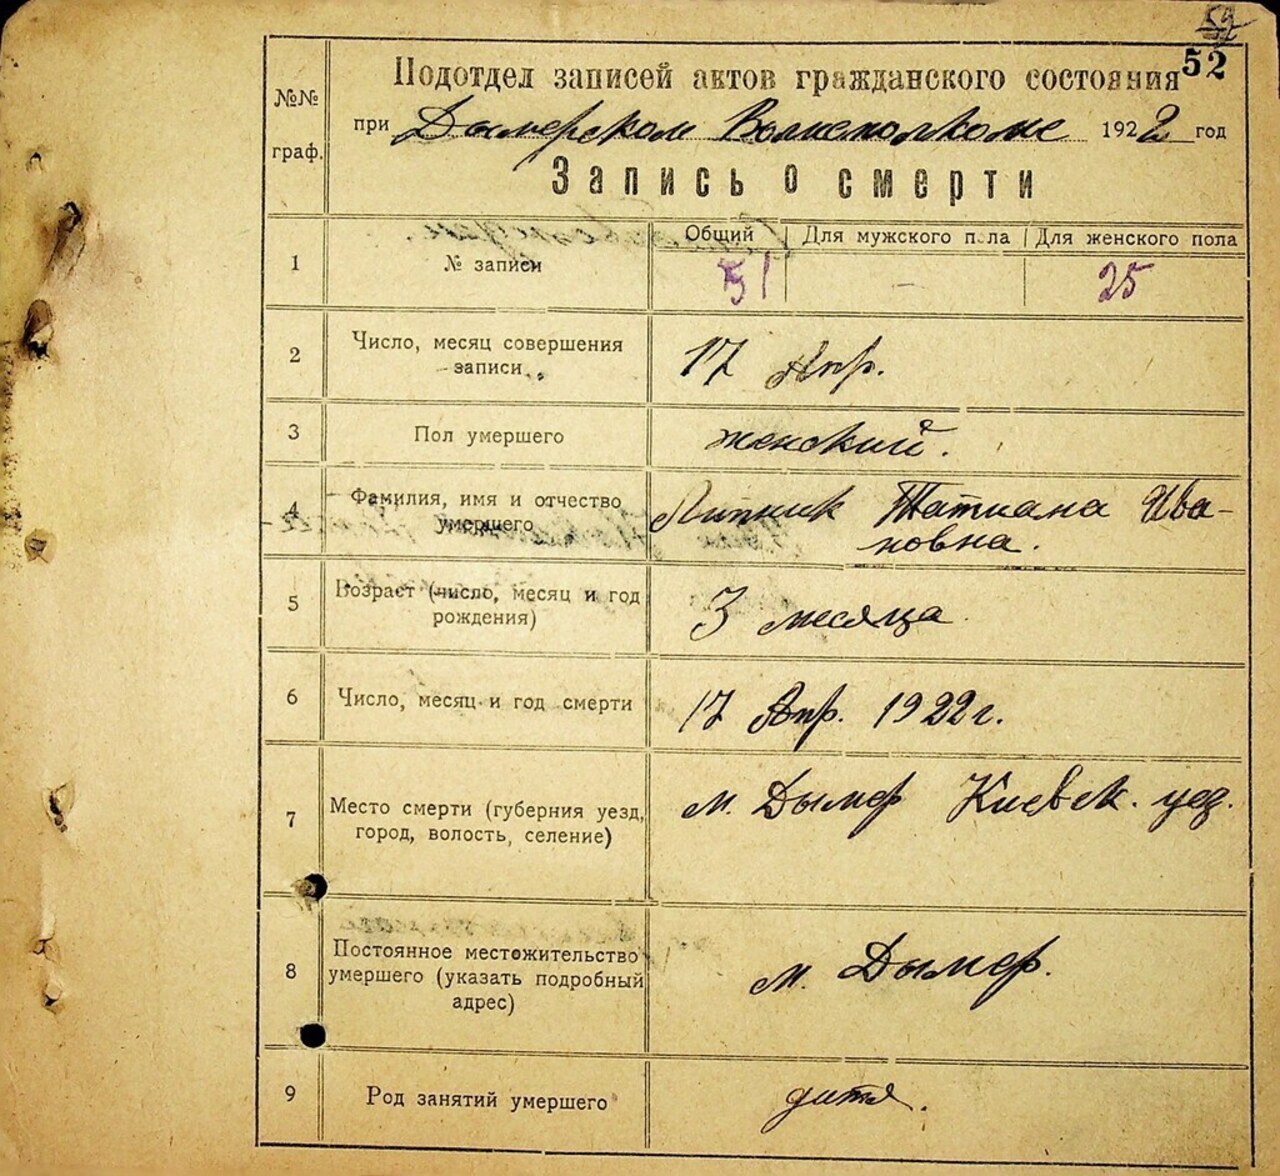 52
Подотдел записей актов гражданского состояния
№№ граф.
при Дымерском Волисполкоме 1922 год
Запись о смерти
Общий Для мужского пола Для женского пола
1 № записи 51 - 25
2 Число, месяц совершения
записи 17 Апр.
3 Пол умершего женский.
4 Фамилия, имя и отчество
умершего Липник Татиана Ива-
новна.
5 Возраст (число, месяц и год
рождения) 3 месяца
6 Число, месяц и год смерти 17 Апр. 1922 г.
7 Место смерти (губерния уезд,
город, волость, селение) м. Дымер Киевск. уез.
8 Постоянное местожительство
умершего (указать подробный
адрес) м. Дымер.
9 Род занятий умершего дитя.